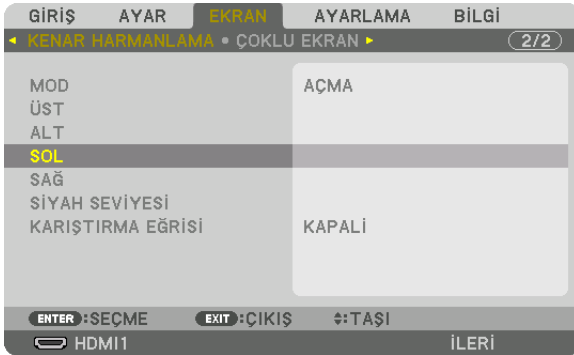 GİRİŞ AYAR EKRAN AYARLAMA BİLGİ
◄ KENAR HARMANLAMA • ÇOKLU EKRAN ► 2/2
MOD AÇMA
ÜST
ALT
SOL
SAĞ
SİYAH SEVİYESİ
KARIŞTIRMA EĞRİSİ KAPALİ
ENTER :SEÇME EXIT :ÇIKIŞ :TAŞI
HDMI1 İLERİ